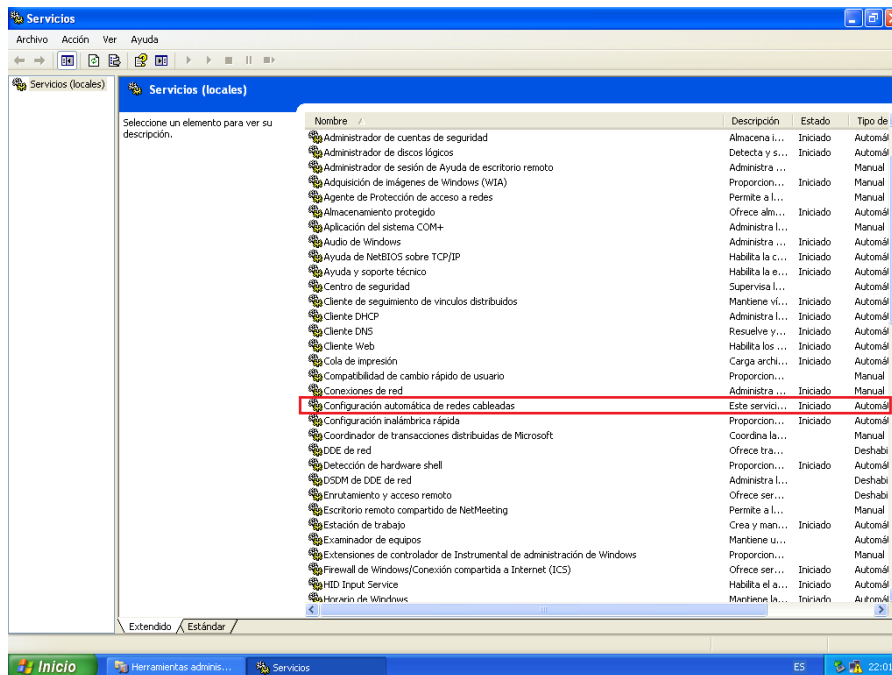 Servicios
Archivo Acción Ver Ayuda
Servicios (locales)
Servicios (locales)
Seleccione un elemento para ver su
descripción.
Nombre Descripción Estado Tipo de
Administrador de cuentas de seguridad Almacena i... Iniciado Automá
Administrador de discos lógicos Detecta y s... Iniciado Automá
Administrador de sesión de Ayuda de escritorio remoto Administra ... Manual
Adquisición de imágenes de Windows (WIA) Proporcion... Iniciado Manual
Agente de Protección de acceso a redes Permite a l... Manual
Almacenamiento protegido Ofrece alm... Iniciado Automá
Aplicación del sistema COM+ Administra l... Manual
Audio de Windows Administra ... Iniciado Automá
Ayuda de NetBIOS sobre TCP/IP Habilita la c... Iniciado Automá
Ayuda y soporte técnico Habilita la e... Iniciado Automá
Centro de seguridad Supervisa l... Automá
Cliente de seguimiento de vinculos distribuidos Mantiene ví... Iniciado Automá
Cliente DHCP Administra l... Iniciado Automá
Cliente DNS Resuelve y... Iniciado Automá
Cliente Web Habilita los ... Iniciado Automá
Cola de impresión Carga archi... Iniciado Automá
Compatibilidad de cambio rápido de usuario Proporcion... Manual
Conexiones de red Administra ... Iniciado Manual
Configuración automática de redes cableadas Este servici... Iniciado Automá
Configuración inalámbrica rápida Proporcion... Iniciado Automá
Coordinador de transacciones distribuidas de Microsoft Coordina la... Manual
DDE de red Ofrece tra... Deshabi
Detección de hardware shell Proporcion... Iniciado Automá
DSDM de DDE de red Administra l... Deshabi
Enrutamiento y acceso remoto Ofrece ser... Deshabi
Escritorio remoto compartido de NetMeeting Permite a l... Manual
Estación de trabajo Crea y man... Iniciado Automá
Examinador de equipos Mantiene u... Automá
Extensiones de controlador de Instrumental de administración de Windows Proporcion... Manual
Firewall de Windows/Conexión compartida a Internet (ICS) Ofrece ser... Iniciado Automá
HID Input Service Habilita el a... Iniciado Automá
Horario de Windows Mantiene la... Iniciado Automá
Extendido Estándar
Inicio Herramientas adminis... Servicios ES 22:01